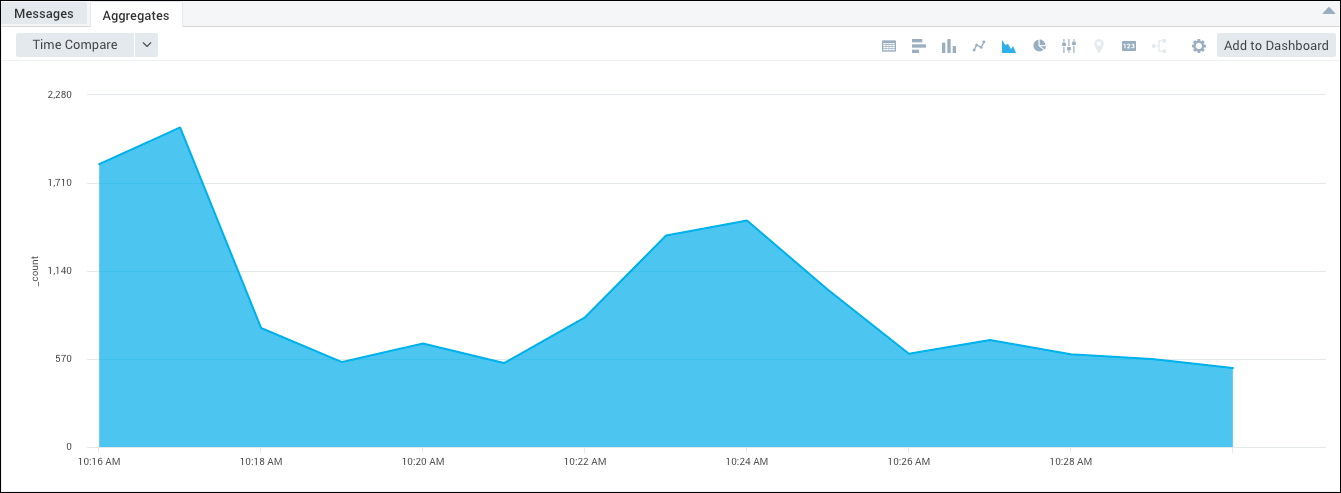 Messages
Aggregates
Time Compare
123
Add to Dashboard
2,280
1,710
1,140
570
0
_count
10:16 AM
10:18 AM
10:20 AM
10:22 AM
10:24 AM
10:26 AM
10:28 AM